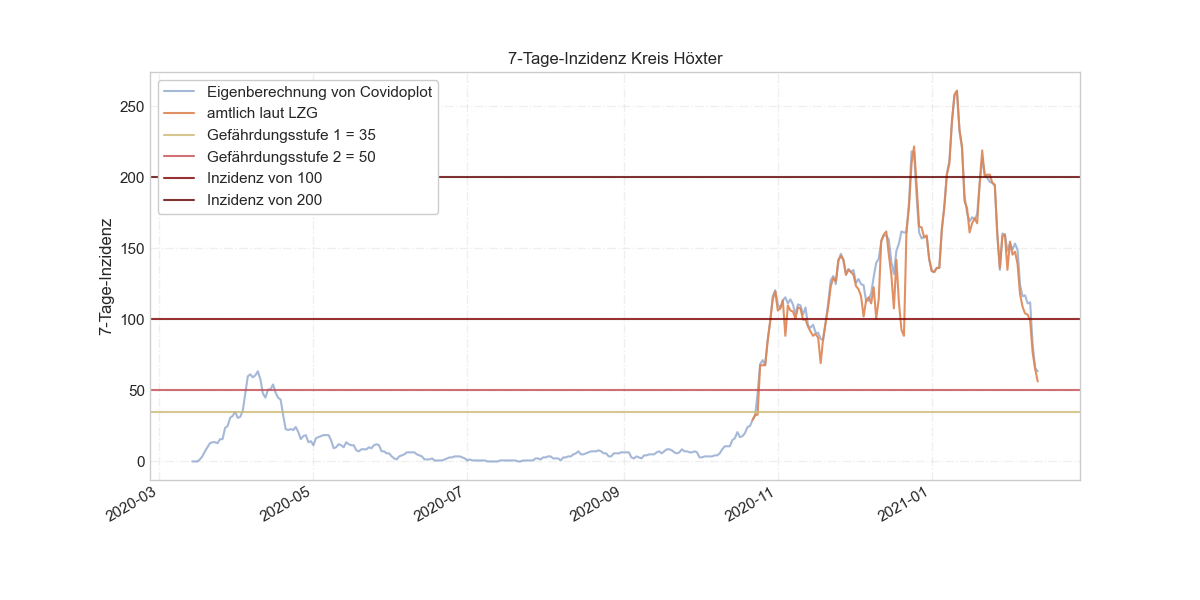 7-Tage-Inzidenz Kreis Höxter
Eigenberechnung von Covidoplot
amtlich laut LZG
Gefährdungsstufe 1 = 35
Gefährdungsstufe 2 = 50
Inzidenz von 100
Inzidenz von 200
7-Tage-Inzidenz
250
200
150
100
50
0
2020-03
2020-05
2020-07
2020-09
2020-11
2021-01